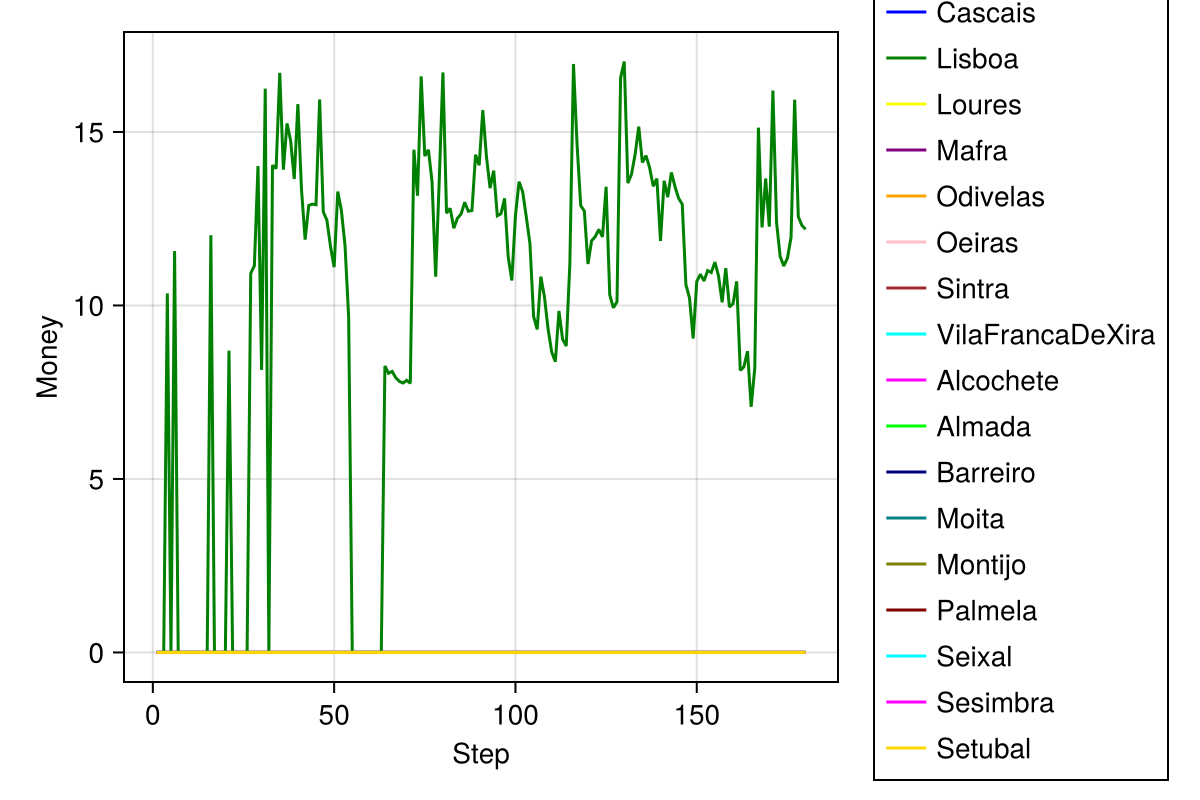 Cascais
Lisboa
Loures
Mafra
Odivelas
Oeiras
Sintra
VilaFrancaDeXira
Alcochete
Almada
Barreiro
Moita
Montijo
Palmela
Seixal
Sesimbra
Setubal
15
10
5
0
Money
0 50 100 150
Step